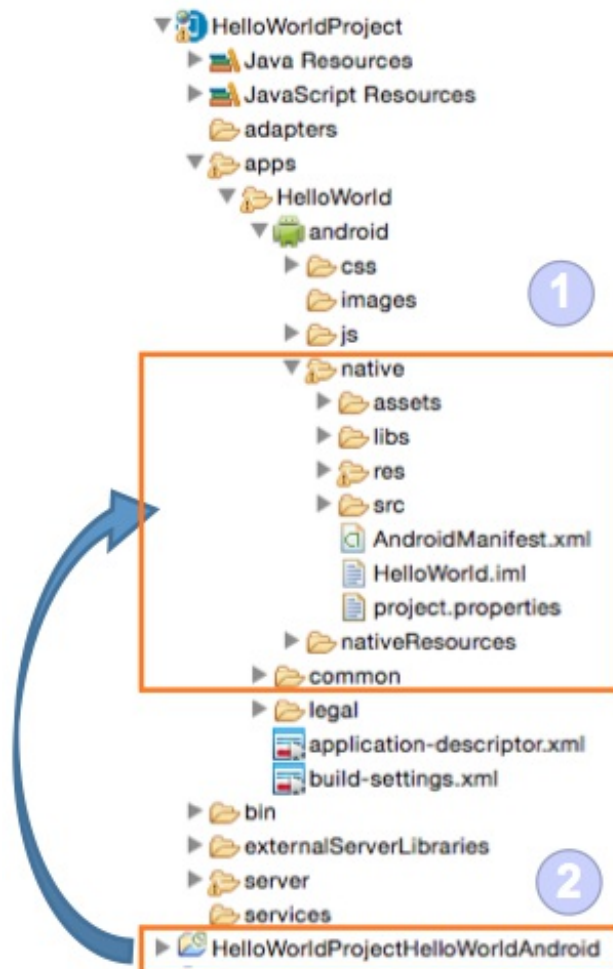 HelloWorldProject
Java Resources
JavaScript Resources
adapters
apps
HelloWorld
android
css
images
1
js
native
assets
libs
res
src
AndroidManifest.xml
HelloWorld.iml
project.properties
nativeResources
common
legal
application-descriptor.xml
build-settings.xml
bin
externalServerLibraries
server
2
services
HelloWorldProjectHelloWorldAndroid